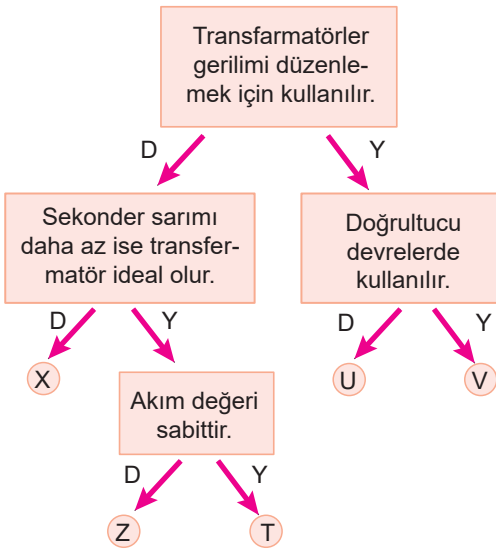 Transfarmatörler
gerilimi düzenle-
mek için kullanılır.
D
Y
Sekonder sarımı
daha az ise transfer-
matör ideal olur.
Doğrultucu
devrelerde
kullanılır.
D
Y
D
Y
X
U
V
Akım değeri
sabittir.
D
Y
Z
T